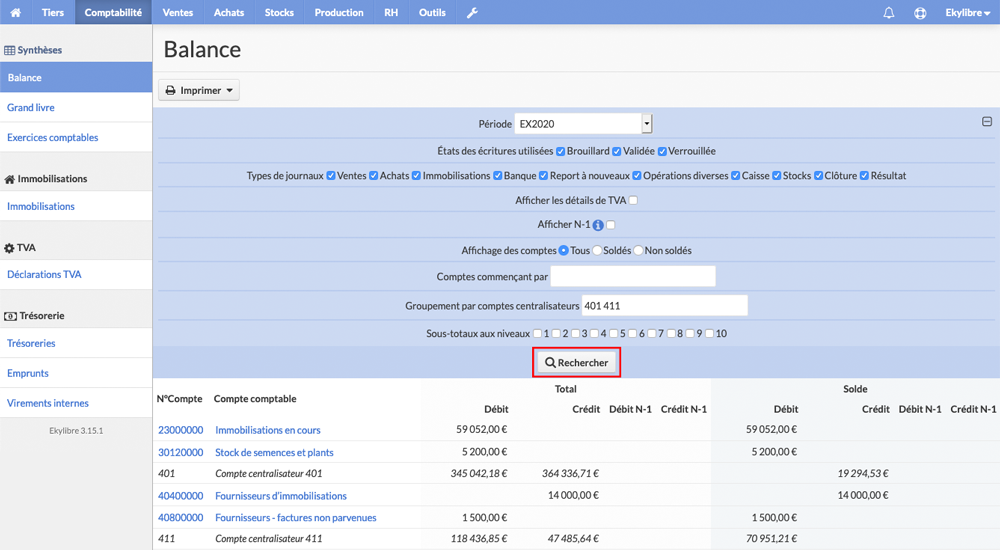 Tiers Comptabilité Ventes Achats Stocks Production RH Outils Ekylibre
Synthèses
Balance
Grand livre
Exercices comptables
Immobilisations
Immobilisations
TVA
Déclarations TVA
Trésorerie
Trésoreries
Emprunts
Virements internes
Ekylibre 3.15.1
Balance
Imprimer
Période EX2020
États des écritures utilisées Brouillard Validée Verrouillée
Types de journaux Ventes Achats Immobilisations Banque Report à nouveaux Opérations diverses Caisse Stocks Clôture Résultat
Afficher les détails de TVA
Afficher N-1
Affichage des comptes Tous Soldés Non soldés
Comptes commençant par
Groupement par comptes centralisateurs 401 411
Sous-totaux aux niveaux 1 2 3 4 5 6 7 8 9 10
Rechercher
N°Compte Compte comptable Total Solde
Débit Crédit Débit N-1 Crédit N-1 Débit Crédit Débit N-1 Crédit N-1
23000000 Immobilisations en cours 59 052,00 € 59 052,00 €
30120000 Stock de semences et plants 5 200,00 € 5 200,00 €
401 Compte centralisateur 401 345 042,18 € 364 336,71 € 19 294,53 €
40400000 Fournisseurs d'immobilisations 14 000,00 € 14 000,00 €
40800000 Fournisseurs - factures non parvenues 1 500,00 € 1 500,00 €
411 Compte centralisateur 411 118 436,85 € 47 485,64 € 70 951,21 €